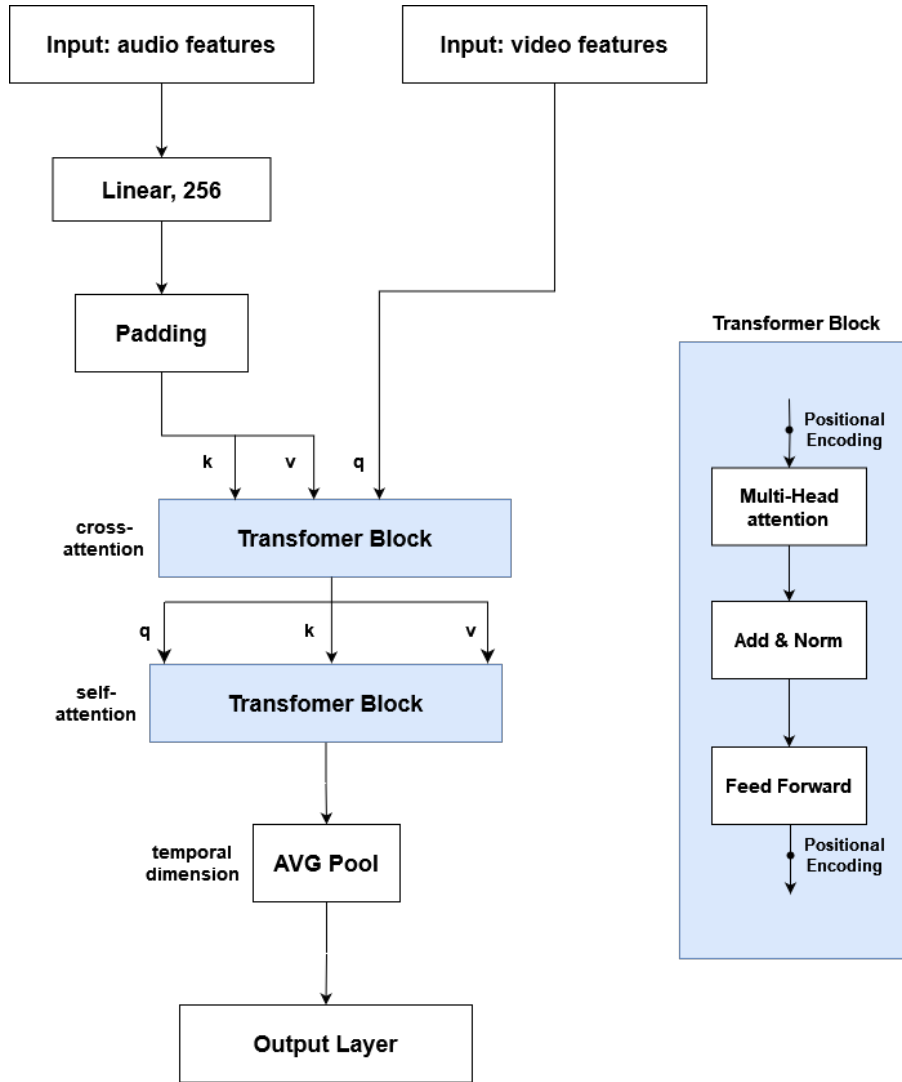 Input: audio features
Input: video features
Linear, 256
Padding
k
v
q
cross-
attention
Transfomer Block
q
k
v
self-
attention
Transfomer Block
temporal
dimension
AVG Pool
Output Layer
Transformer Block
Positional
Encoding
Multi-Head
attention
Add & Norm
Feed Forward
Positional
Encoding